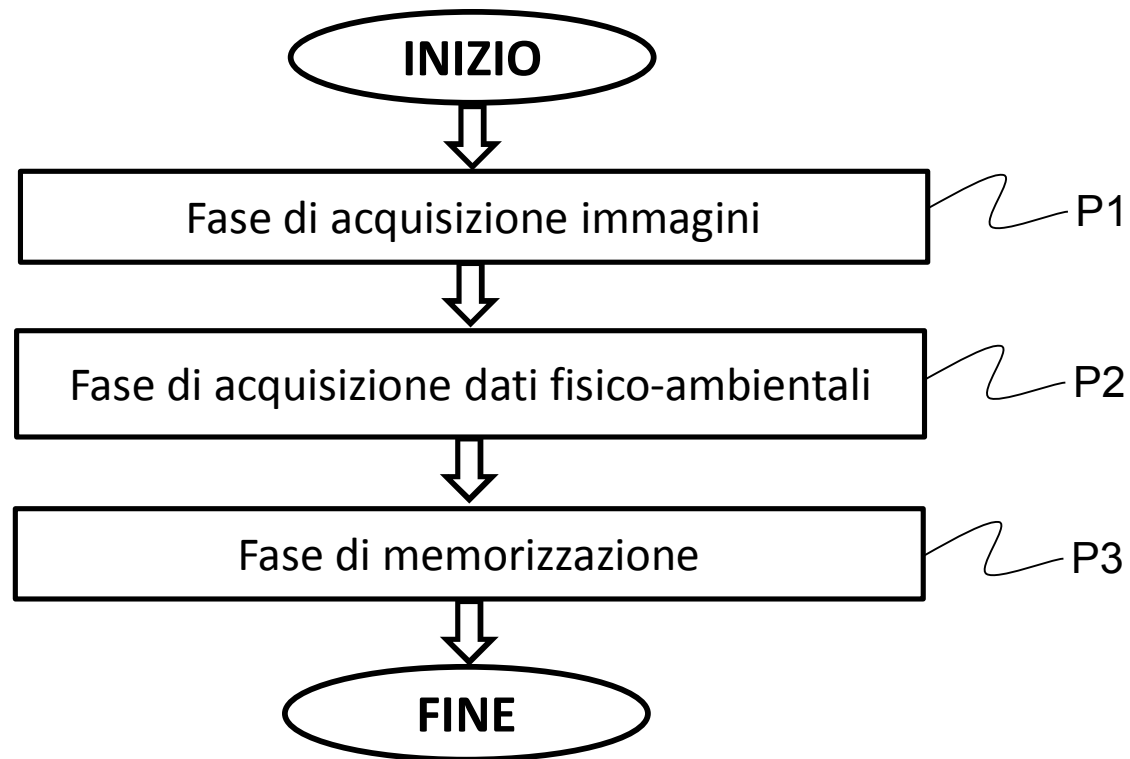 INIZIO
Fase di acquisizione immagini
P1
Fase di acquisizione dati fisico-ambientali
P2
Fase di memorizzazione
P3
FINE